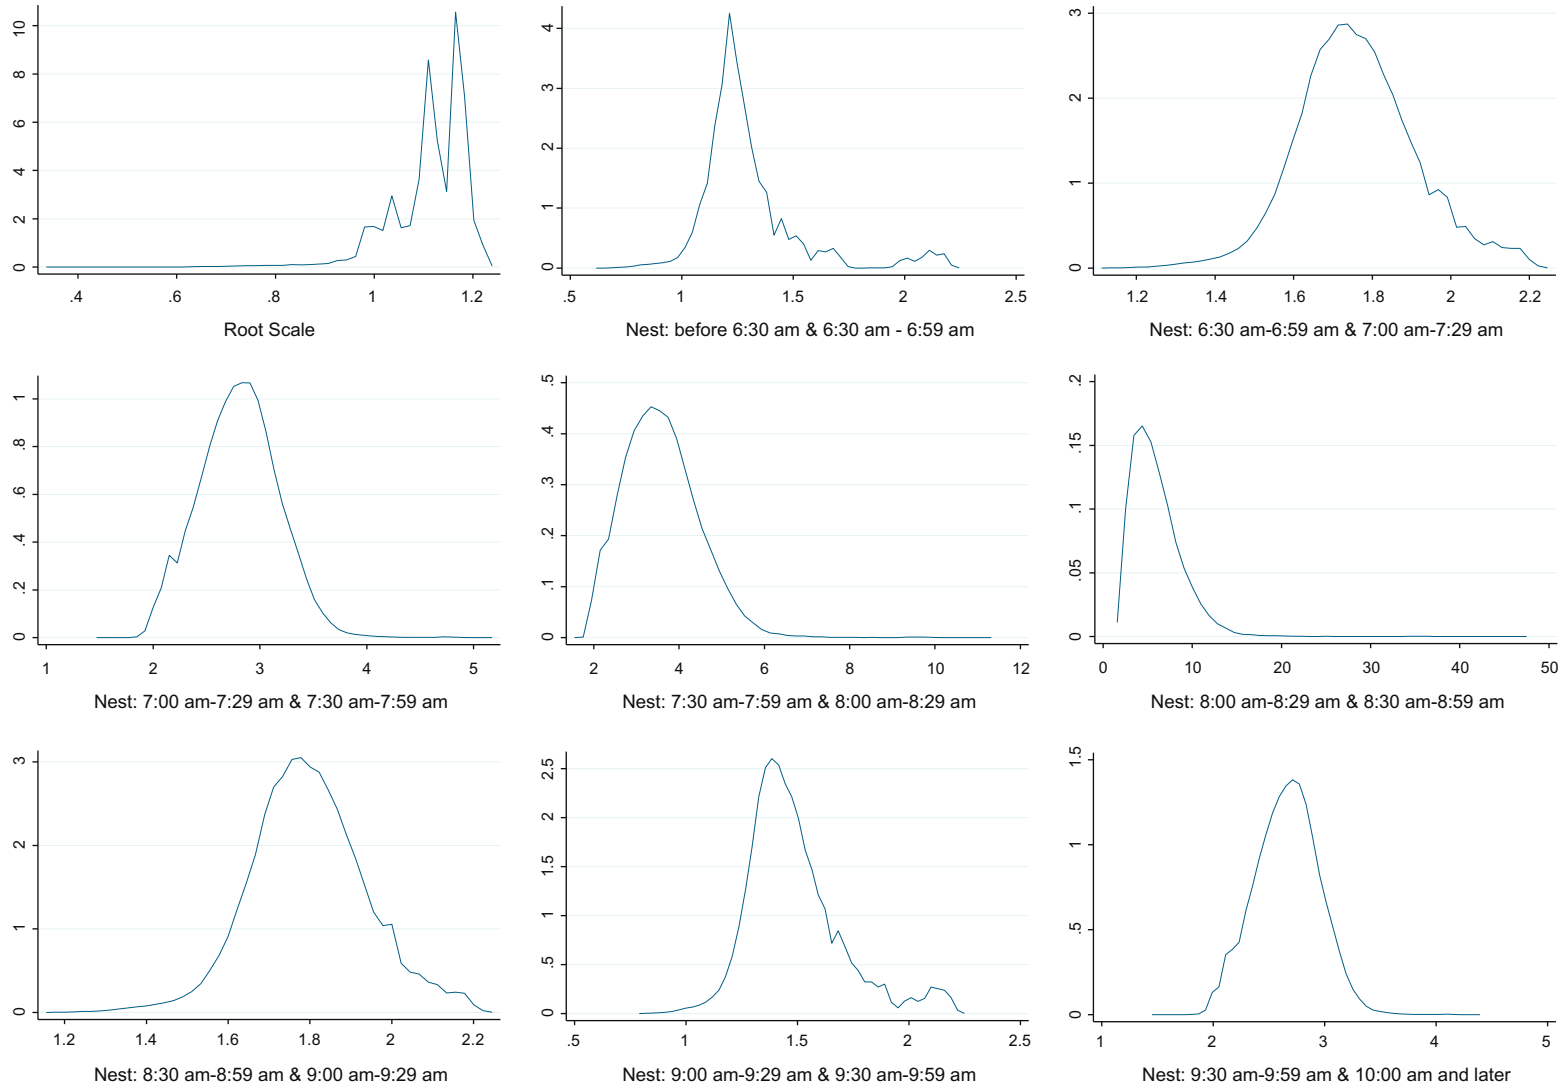 10
8
6
4
2
0
.4 .6 .8 1 1.2
Root Scale
4
3
2
1
0
.5 1 1.5 2 2.5
Nest: before 6:30 am & 6:30 am - 6:59 am
3
2
1
0
1.2 1.4 1.6 1.8 2 2.2
Nest: 6:30 am-6:59 am & 7:00 am-7:29 am
1
.8
.6
.4
.2
0
1 2 3 4 5
Nest: 7:00 am-7:29 am & 7:30 am-7:59 am
.5
.4
.3
.2
.1
0
2 4 6 8 10 12
Nest: 7:30 am-7:59 am & 8:00 am-8:29 am
.2
.15
.1
.05
0
0 10 20 30 40 50
Nest: 8:00 am-8:29 am & 8:30 am-8:59 am
3
2
1
0
1.2 1.4 1.6 1.8 2 2.2
Nest: 8:30 am-8:59 am & 9:00 am-9:29 am
2.5
2
1.5
1
.5
0
.5 1 1.5 2 2.5
Nest: 9:00 am-9:29 am & 9:30 am-9:59 am
1.5
1
.5
0
1 2 3 4 5
Nest: 9:30 am-9:59 am & 10:00 am and later